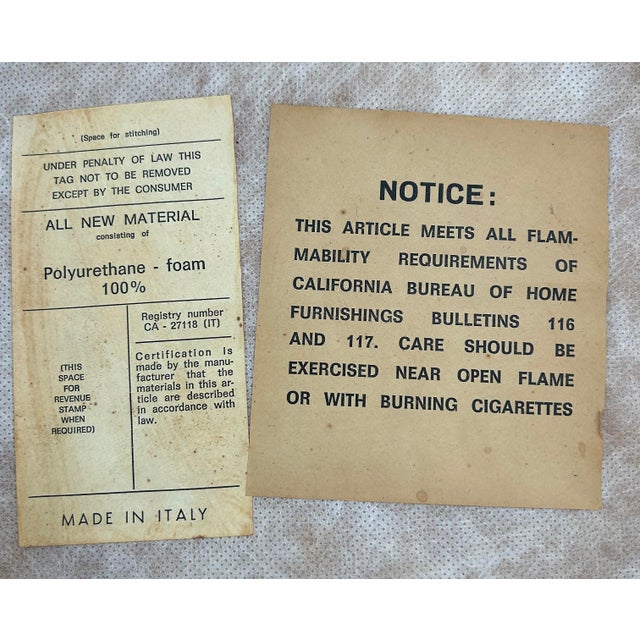 (Space for stitching)
UNDER PENALTY OF LAW THIS
TAG NOT TO BE REMOVED
EXCEPT BY THE CONSUMER
ALL NEW MATERIAL
consisting of
Polyurethane - foam
100%
(THIS
SPACE
FOR
REVENUE
STAMP
WHEN
REQUIRED)
Registry number
CA - 27118 (IT)
Certification is
made by the manu-
facturer that the
materials in this ar-
ticle are described
in accordance with
law.
MADE IN ITALY
NOTICE:
THIS ARTICLE MEETS ALL FLAM-
MABILITY REQUIREMENTS OF
CALIFORNIA BUREAU OF HOME
FURNISHINGS BULLETINS 116
AND 117. CARE SHOULD BE
EXERCISED NEAR OPEN FLAME
OR WITH BURNING CIGARETTES